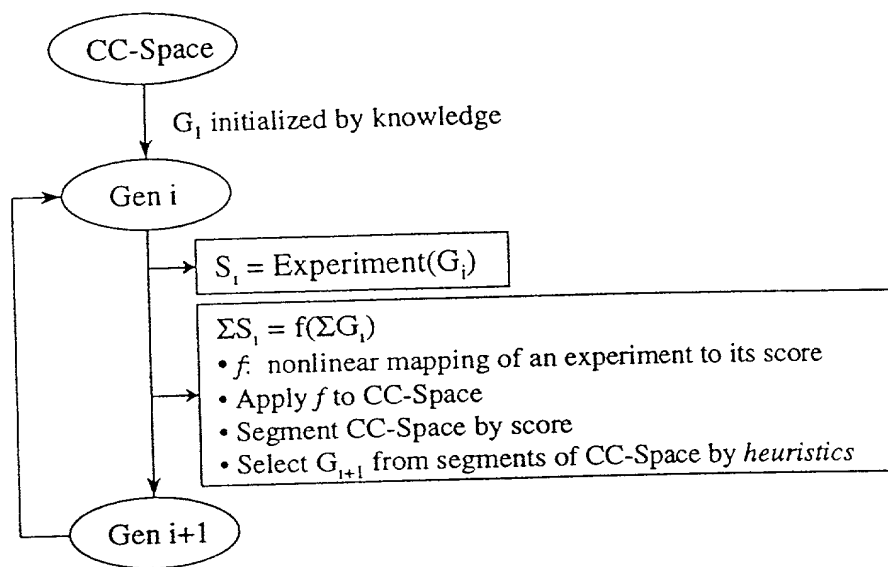 CC-Space
G₁ initialized by knowledge
Gen i
Sᵢ = Experiment(Gᵢ)
ΣSᵢ = f(ΣGᵢ)
• f: nonlinear mapping of an experiment to its score
• Apply f to CC-Space
• Segment CC-Space by score
• Select Gᵢ₊₁ from segments of CC-Space by heuristics
Gen i+1